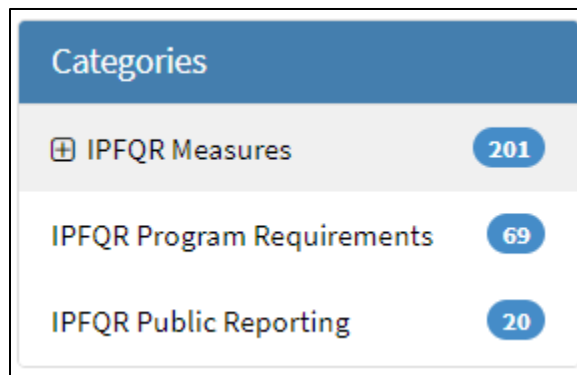 Categories
IPFQR Measures 201
IPFQR Program Requirements 69
IPFQR Public Reporting 20